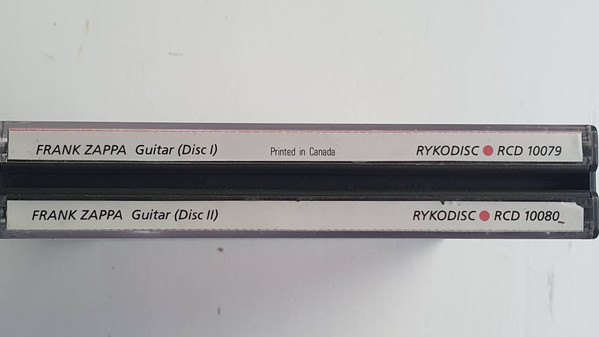 FRANK ZAPPA Guitar (Disc I) Printed in Canada RYKODISC RCD 10079
FRANK ZAPPA Guitar (Disc II) RYKODISC RCD 10080